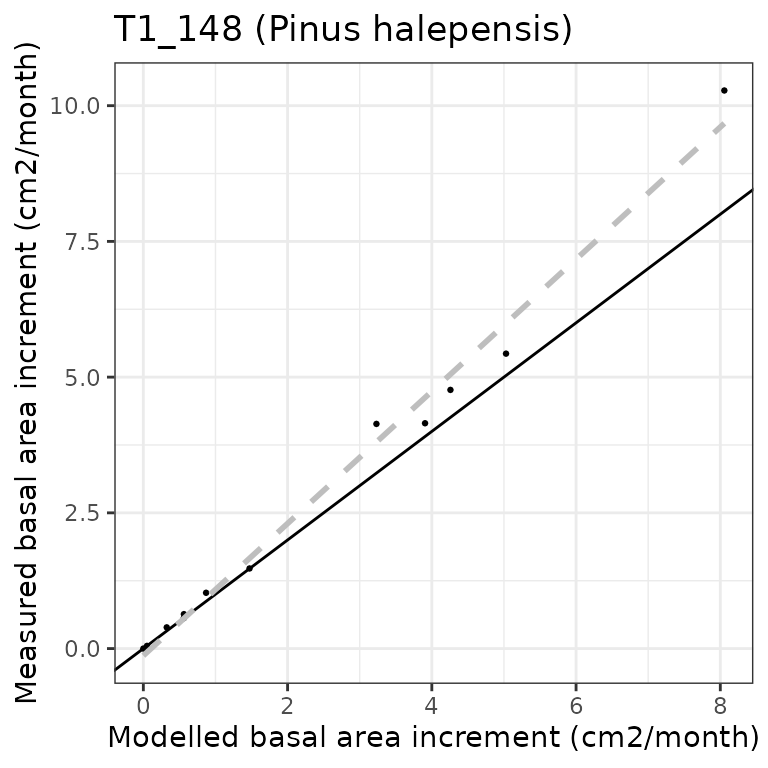 T1_148 (Pinus halepensis)
Measured basal area increment (cm2/month)
10.0
7.5
5.0
2.5
0.0
0 2 4 6 8
Modelled basal area increment (cm2/month)